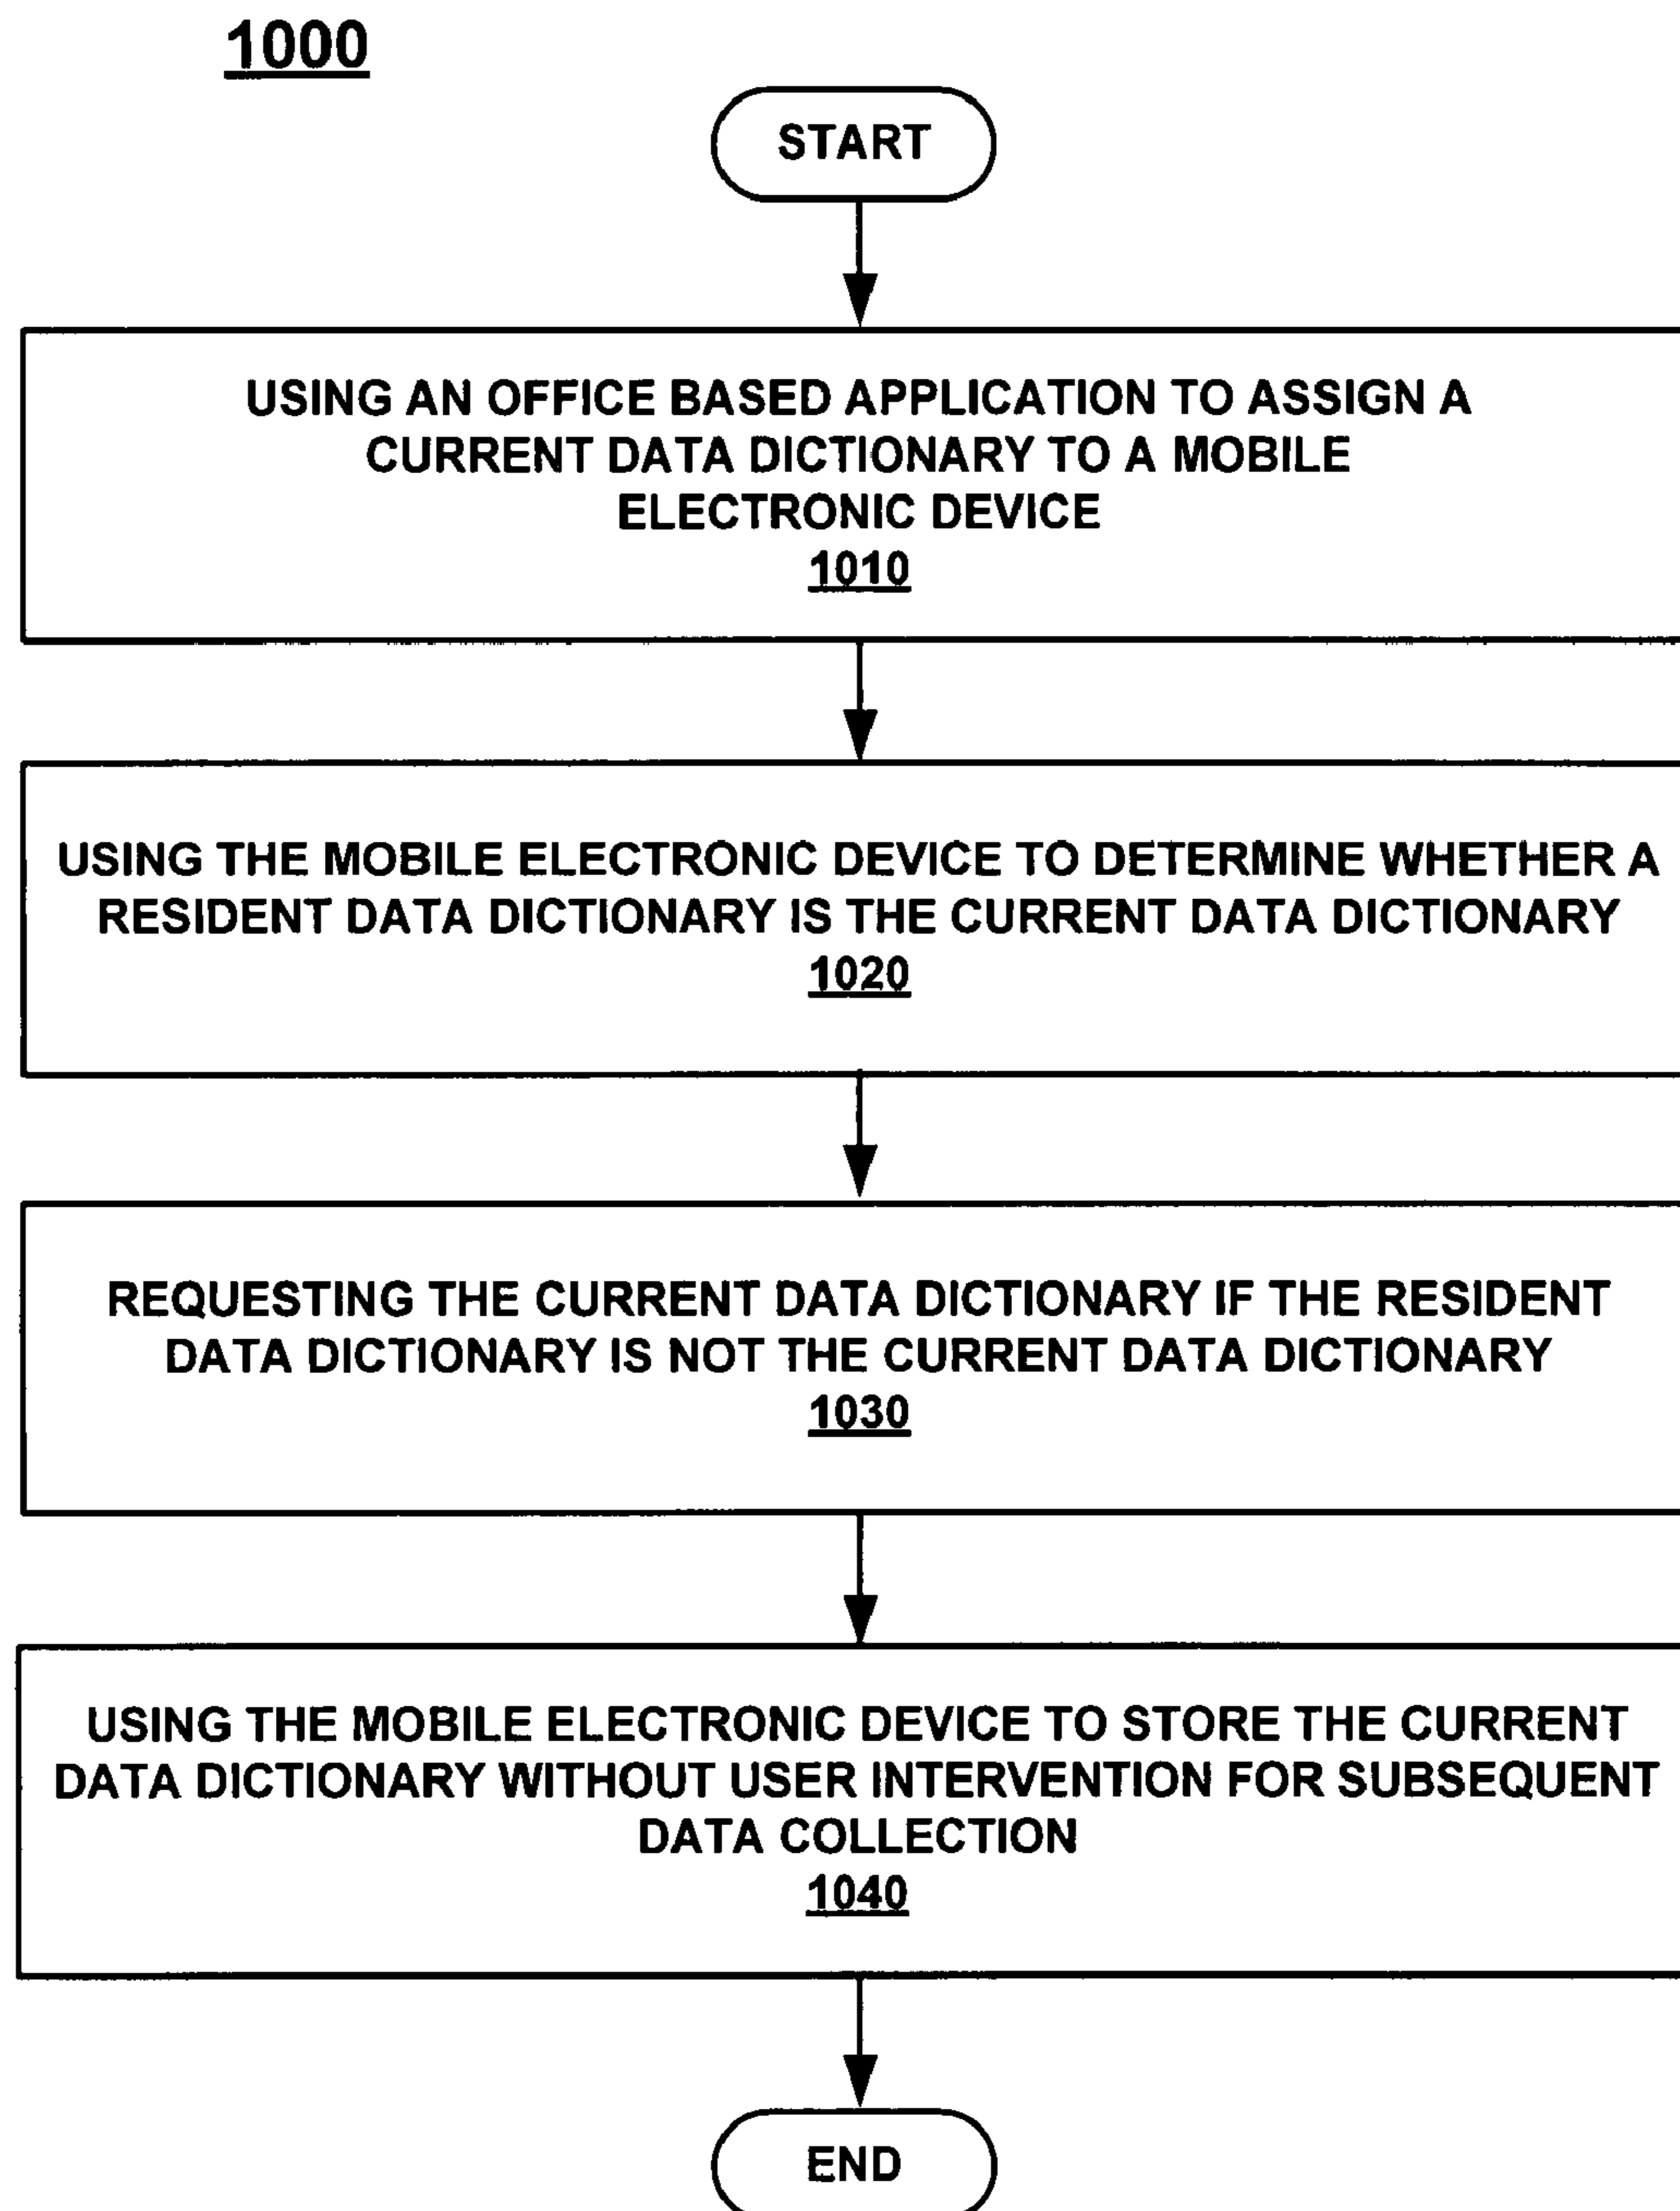 1000
START
USING AN OFFICE BASED APPLICATION TO ASSIGN A
CURRENT DATA DICTIONARY TO A MOBILE
ELECTRONIC DEVICE
1010
USING THE MOBILE ELECTRONIC DEVICE TO DETERMINE WHETHER A
RESIDENT DATA DICTIONARY IS THE CURRENT DATA DICTIONARY
1020
REQUESTING THE CURRENT DATA DICTIONARY IF THE RESIDENT
DATA DICTIONARY IS NOT THE CURRENT DATA DICTIONARY
1030
USING THE MOBILE ELECTRONIC DEVICE TO STORE THE CURRENT
DATA DICTIONARY WITHOUT USER INTERVENTION FOR SUBSEQUENT
DATA COLLECTION
1040
END